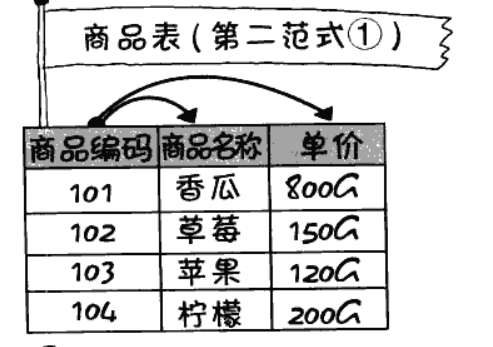 商品表（第二范式①）
商品编码 商品名称 单价
101 香瓜 800G
102 草莓 150G
103 苹果 120G
104 柠檬 200G